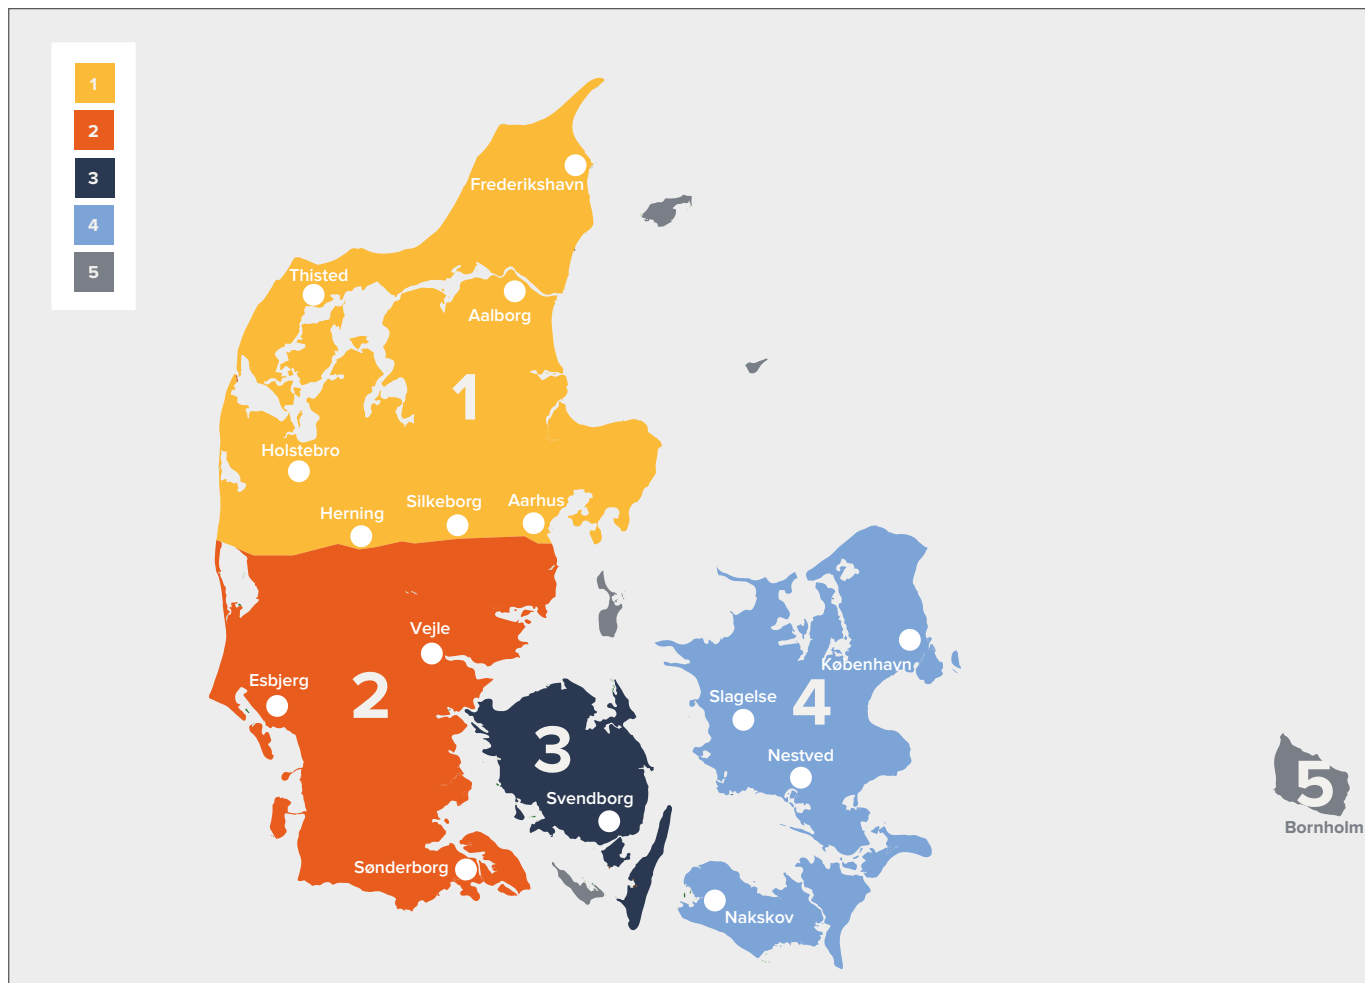 1
2
3
4
5
Frederikshavn
Thisted
Aalborg
1
Holstebro
Silkeborg
Aarhus
Herning
Vejle
København
Esbjerg
2
Slagelse
4
3
Nestved
5
Svendborg
Bornholm
Sønderborg
Nakskov